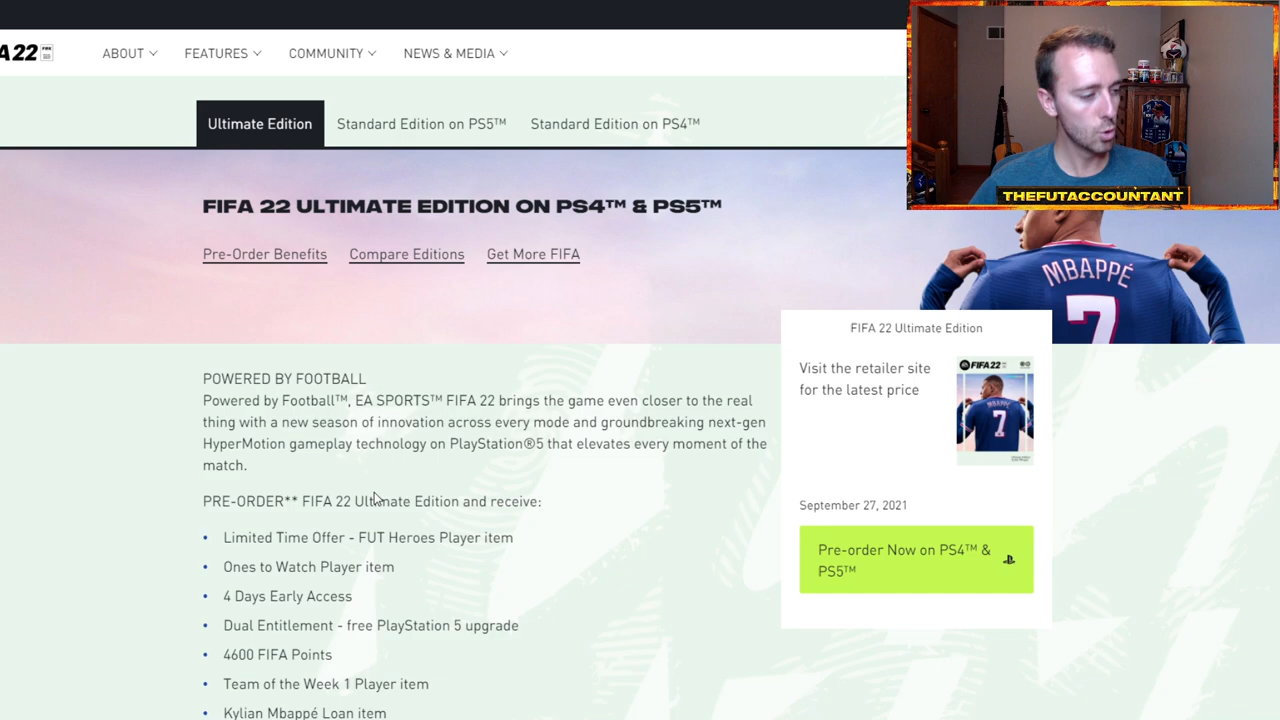 A 22
ABOUT
FEATURES
COMMUNITY
NEWS & MEDIA
Ultimate Edition
Standard Edition on PS5™
Standard Edition on PS4™
THEFUTACCOUNTANT
FIFA 22 ULTIMATE EDITION ON PS4™ & PS5™
Pre-Order Benefits
Compare Editions
Get More FIFA
MBAPPÉ
7
POWERED BY FOOTBALL
Powered by Football™, EA SPORTS™ FIFA 22 brings the game even closer to the real
thing with a new season of innovation across every mode and groundbreaking next-gen
HyperMotion gameplay technology on PlayStation®5 that elevates every moment of the
match.
PRE-ORDER** FIFA 22 Ultimate Edition and receive:
• Limited Time Offer - FUT Heroes Player item
• Ones to Watch Player item
• 4 Days Early Access
• Dual Entitlement - free PlayStation 5 upgrade
• 4600 FIFA Points
• Team of the Week 1 Player item
• Kylian Mbappé Loan item
FIFA 22 Ultimate Edition
Visit the retailer site
for the latest price
FIFA 22
MBAPPÉ
7
September 27, 2021
Pre-order Now on PS4™ &
PS5™